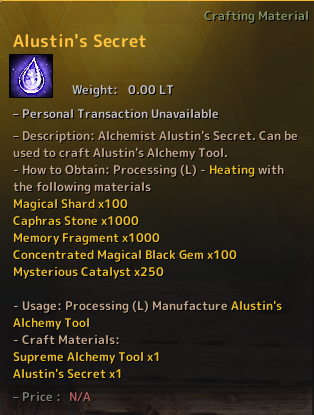 Crafting Material
Alustin's Secret
Weight: 0.00 LT
– Personal Transaction Unavailable
– Description: Alchemist Alustin's Secret. Can be
used to craft Alustin's Alchemy Tool.
- How to Obtain: Processing (L) - Heating with
the following materials
Magical Shard x100
Caphras Stone x1000
Memory Fragment x1000
Concentrated Magical Black Gem x100
Mysterious Catalyst x250
- Usage: Processing (L) Manufacture Alustin's
Alchemy Tool
- Craft Materials:
Supreme Alchemy Tool x1
Alustin's Secret x1
– Price : N/A